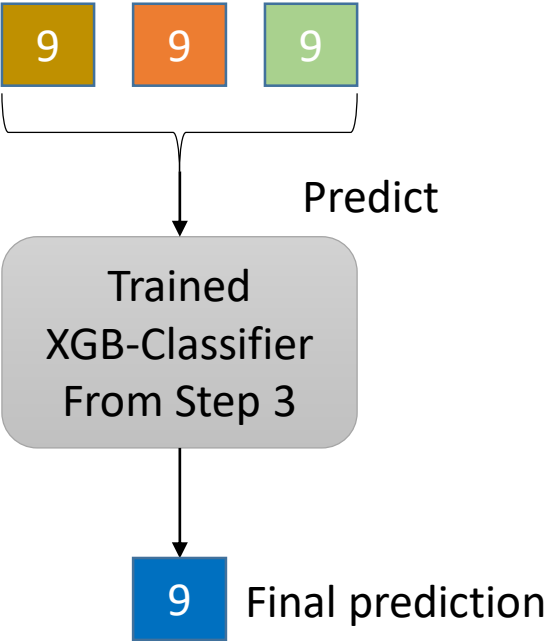 9 9 9
Predict
Trained
XGB-Classifier
From Step 3
9 Final prediction